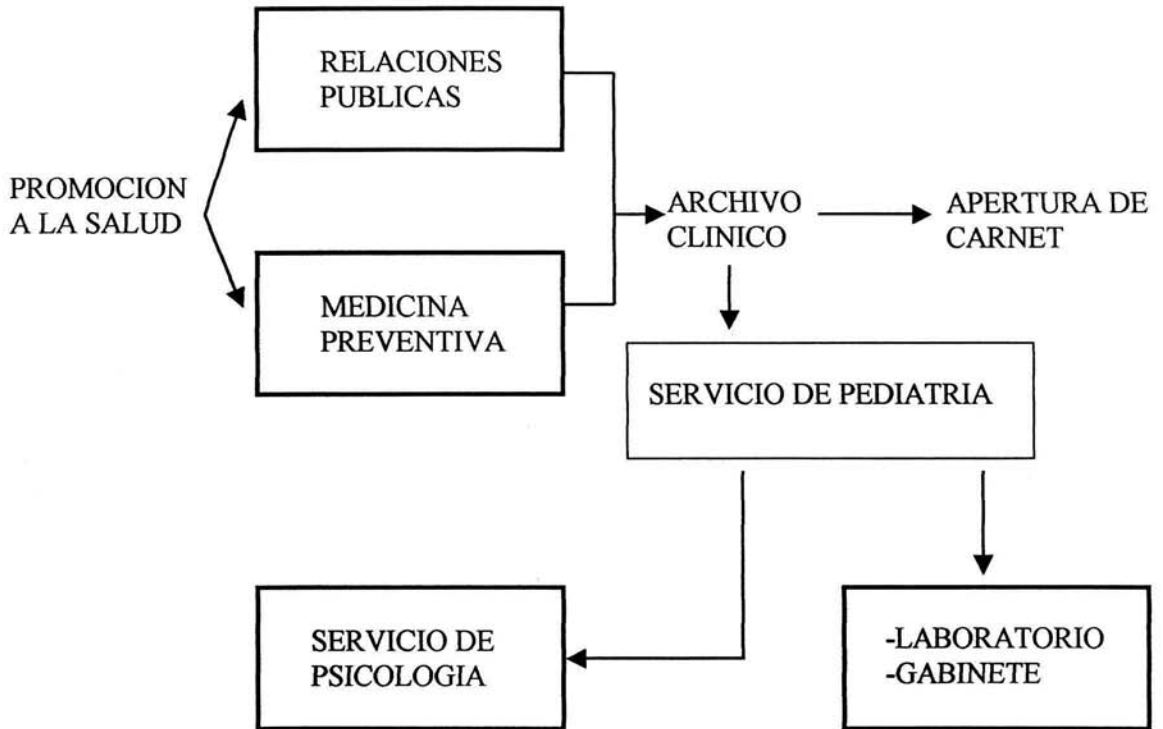 RELACIONES
PUBLICAS
PROMOCION
A LA SALUD
MEDICINA
PREVENTIVA
ARCHIVO
CLINICO
APERTURA DE
CARNET
SERVICIO DE PEDIATRIA
SERVICIO DE
PSICOLOGIA
-LABORATORIO
-GABINETE